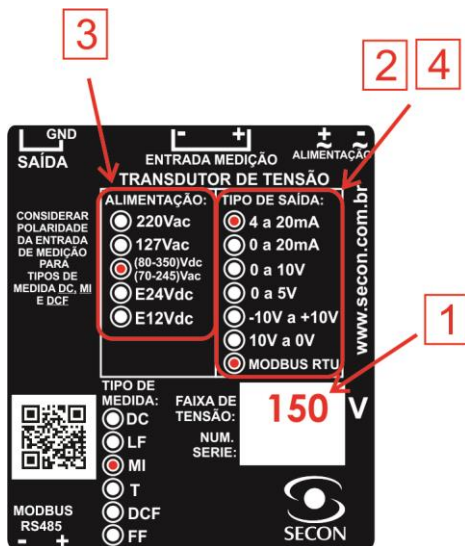 3
2 4
GND
SAÍDA
- +
ENTRADA MEDIÇÃO
± ~
- ~
ALIMENTAÇÃO
TRANSDUTOR DE TENSÃO
CONSIDERAR
POLARIDADE
DA ENTRADA
DE MEDIÇÃO
PARA
TIPOS DE
MEDIDA DC, MI
E DCF
ALIMENTAÇÃO:
220Vac
127Vac
(80-350)Vdc
(70-245)Vac
E24Vdc
E12Vdc
TIPO DE SAÍDA:
4 a 20mA
0 a 20mA
0 a 10V
0 a 5V
-10V a +10V
10V a 0V
MODBUS RTU
www.secon.com.br
1
TIPO DE
MEDIDA:
DC
LF
MI
T
DCF
FF
FAIXA DE
TENSÃO:
150 V
NUM.
SERIE:
MODBUS
RS485
- +
SECON